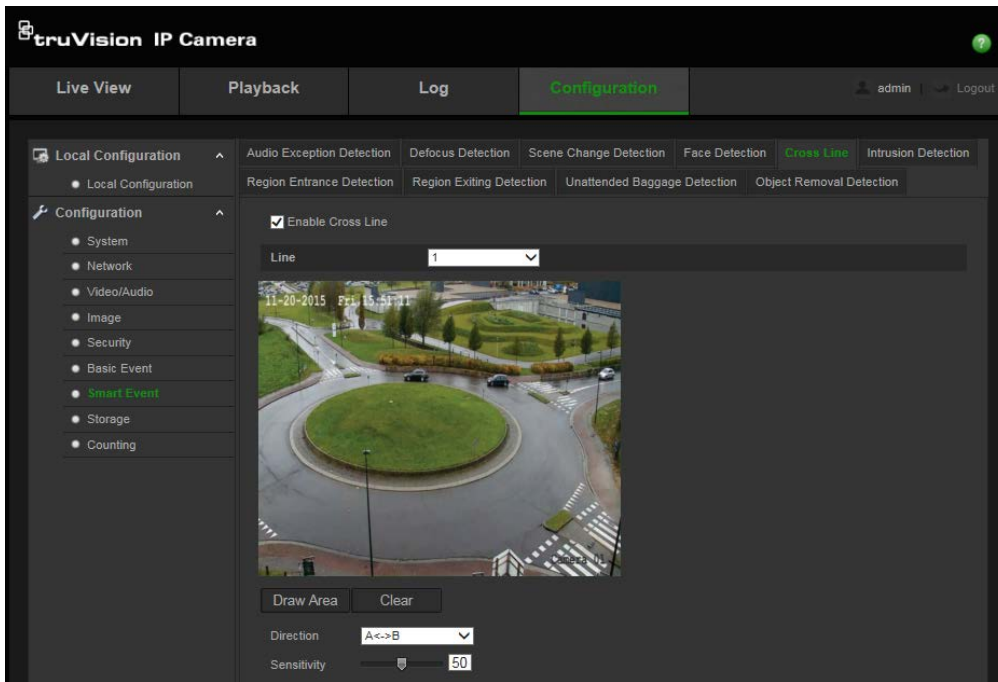 truVision IP Camera
?
Live View Playback Log Configuration admin | Logout
Local Configuration
Local Configuration
Configuration
System
Network
Video/Audio
Image
Security
Basic Event
Smart Event
Storage
Counting
Audio Exception Detection Defocus Detection Scene Change Detection Face Detection Cross Line Intrusion Detection
Region Entrance Detection Region Exiting Detection Unattended Baggage Detection Object Removal Detection
Enable Cross Line
Line 1
11-20-2015 Fri 15:51:11
Camera 01
Draw Area Clear
Direction A<->B
Sensitivity 50